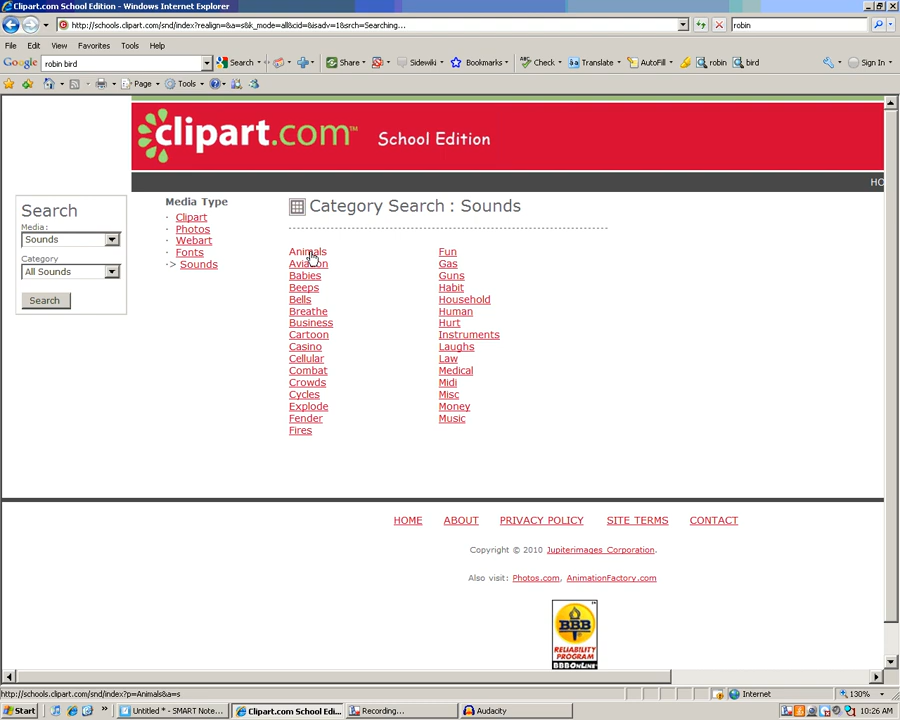 Clipart.com School Edition - Windows Internet Explorer
http://schools.clipart.com/snd/index?realign=&a=s&k_mode=all&cid=&isadv=1&srch=Searching...
robin
File Edit View Favorites Tools Help
Google robin bird Search Share Sidewiki Bookmarks Check Translate AutoFill robin bird Sign In
Page Tools
clipart.com™ School Edition
HO
Search
Media:
Sounds
Category
All Sounds
Search
Media Type
· Clipart
· Photos
· Webart
· Fonts
-> Sounds
Category Search : Sounds
Animals
Aviation
Babies
Beeps
Bells
Breathe
Business
Cartoon
Casino
Cellular
Combat
Crowds
Cycles
Explode
Fender
Fires
Fun
Gas
Guns
Habit
Household
Human
Hurt
Instruments
Laughs
Law
Medical
Midi
Misc
Money
Music
HOME ABOUT PRIVACY POLICY SITE TERMS CONTACT
Copyright © 2010 Jupiterimages Corporation.
Also visit: Photos.com, AnimationFactory.com
BBB
RELIABILITY
PROGRAM
BBBOnLine
http://schools.clipart.com/snd/index?p=Animals&a=s
Internet
130%
Start
Untitled * - SMART Note...
Clipart.com School Edi...
Recording...
Audacity
10:26 AM